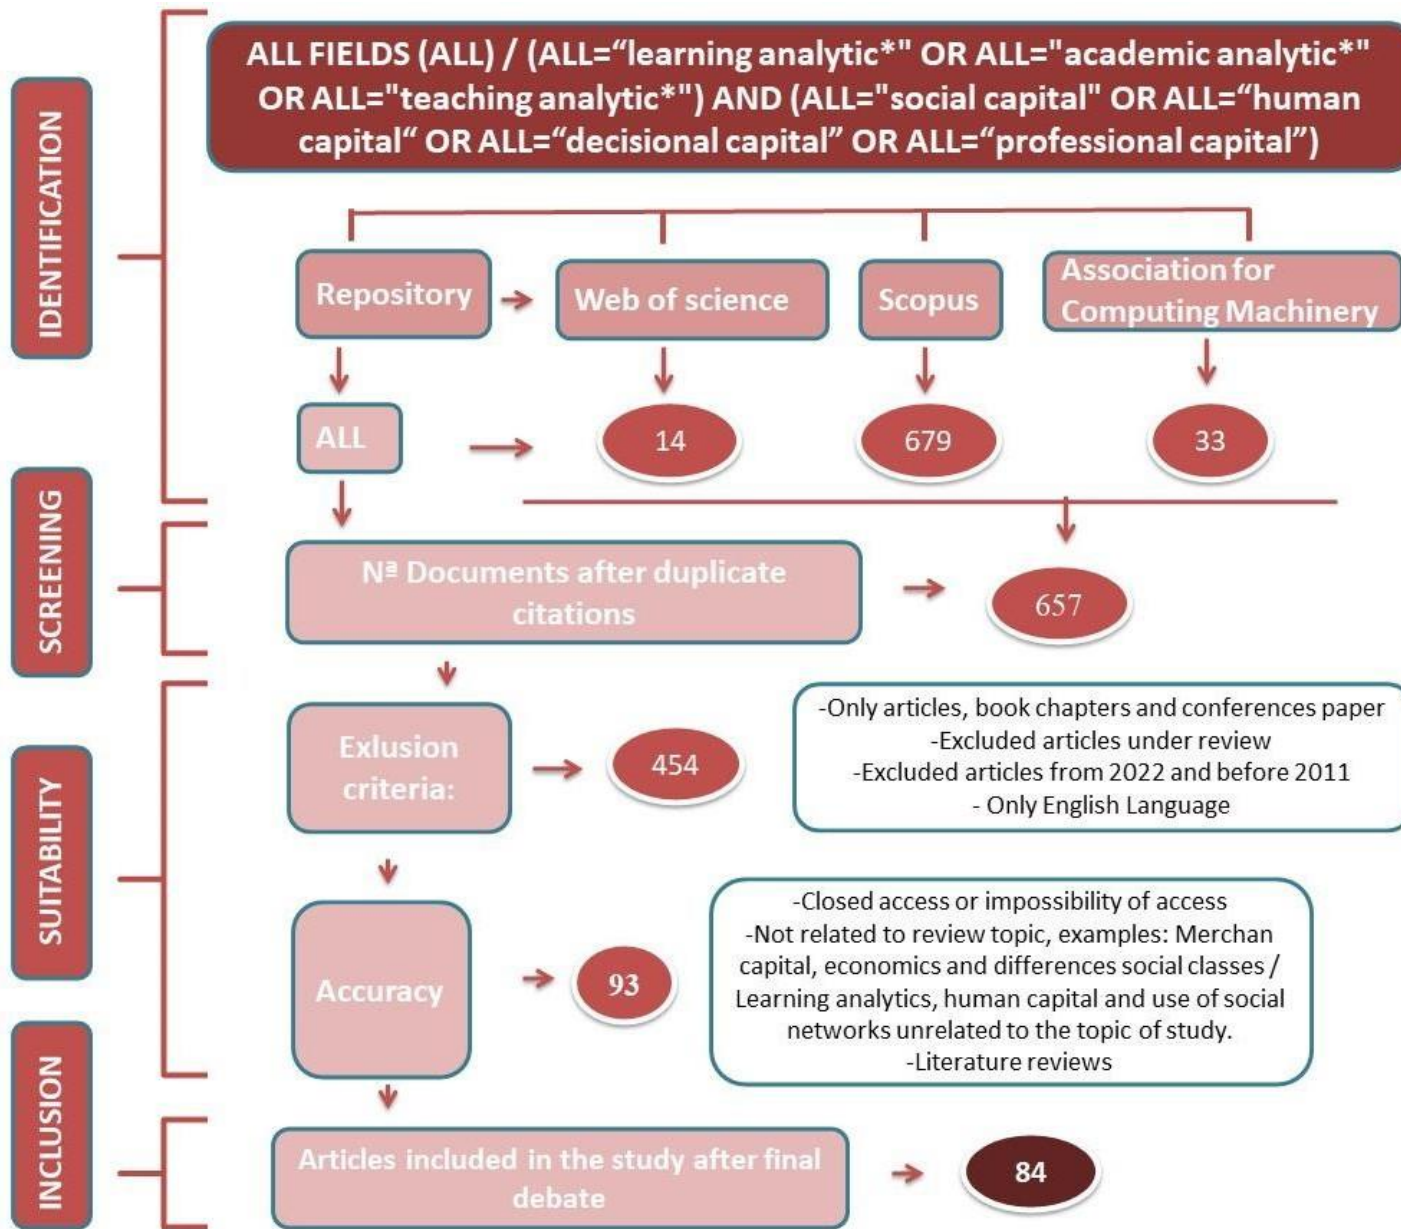 IDENTIFICATION
ALL FIELDS (ALL) / (ALL=“learning analytic*" OR ALL="academic analytic*"
OR ALL="teaching analytic*") AND (ALL="social capital" OR ALL=“human
capital“ OR ALL=“decisional capital” OR ALL=“professional capital”)
Repository
Web of science
Scopus
Association for
Computing Machinery
ALL
14
679
33
SCREENING
Nª Documents after duplicate
citations
657
SUITABILITY
Exlusion
criteria:
454
-Only articles, book chapters and conferences paper
-Excluded articles under review
-Excluded articles from 2022 and before 2011
- Only English Language
Accuracy
93
-Closed access or impossibility of access
-Not related to review topic, examples: Merchan
capital, economics and differences social classes /
Learning analytics, human capital and use of social
networks unrelated to the topic of study.
-Literature reviews
INCLUSION
Articles included in the study after final
debate
84